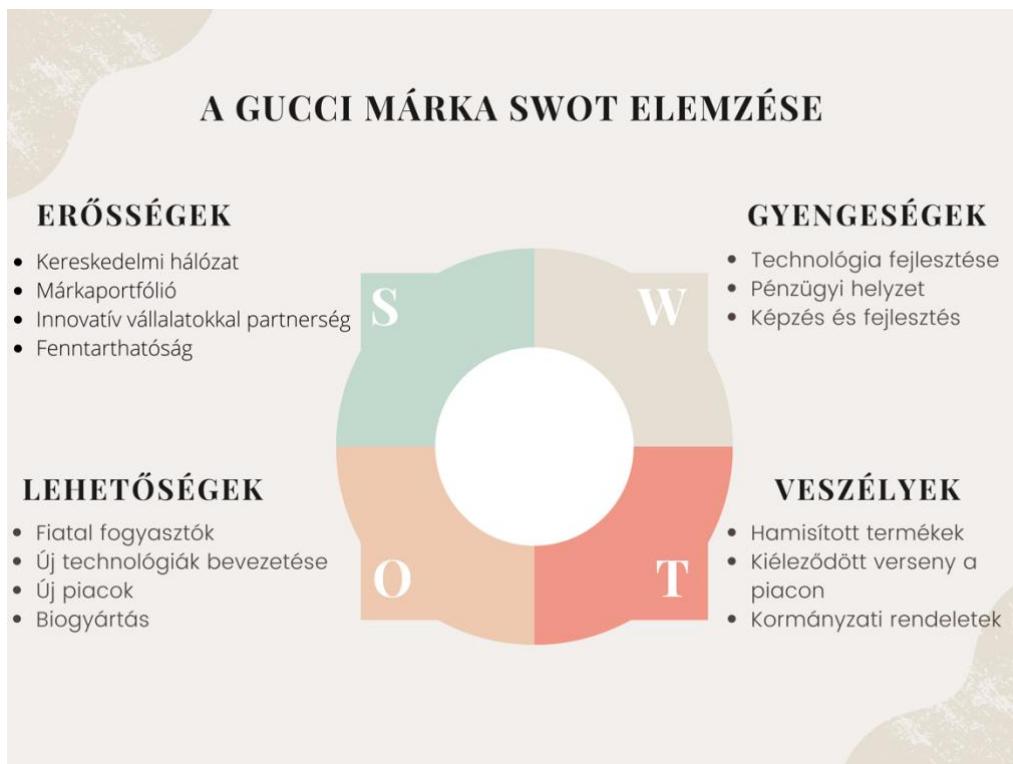 A GUCCI MÁRKA SWOT ELEMZÉSE
ERŐSSÉGEK
• Kereskedelmi hálózat
• Márkaportfólió
• Innovatív vállalatokkal partnerség
• Fenntarthatóság
S
W
GYENGESÉGEK
• Technológia fejlesztése
• Pénzügyi helyzet
• Képzés és fejlesztés
LEHETŐSÉGEK
• Fiatal fogyasztók
• Új technológiák bevezetése
• Új piacok
• Biogyártás
O
T
VESZÉLYEK
• Hamisított termékek
• Kiéleződött verseny a
piacon
• Kormányzati rendeletek